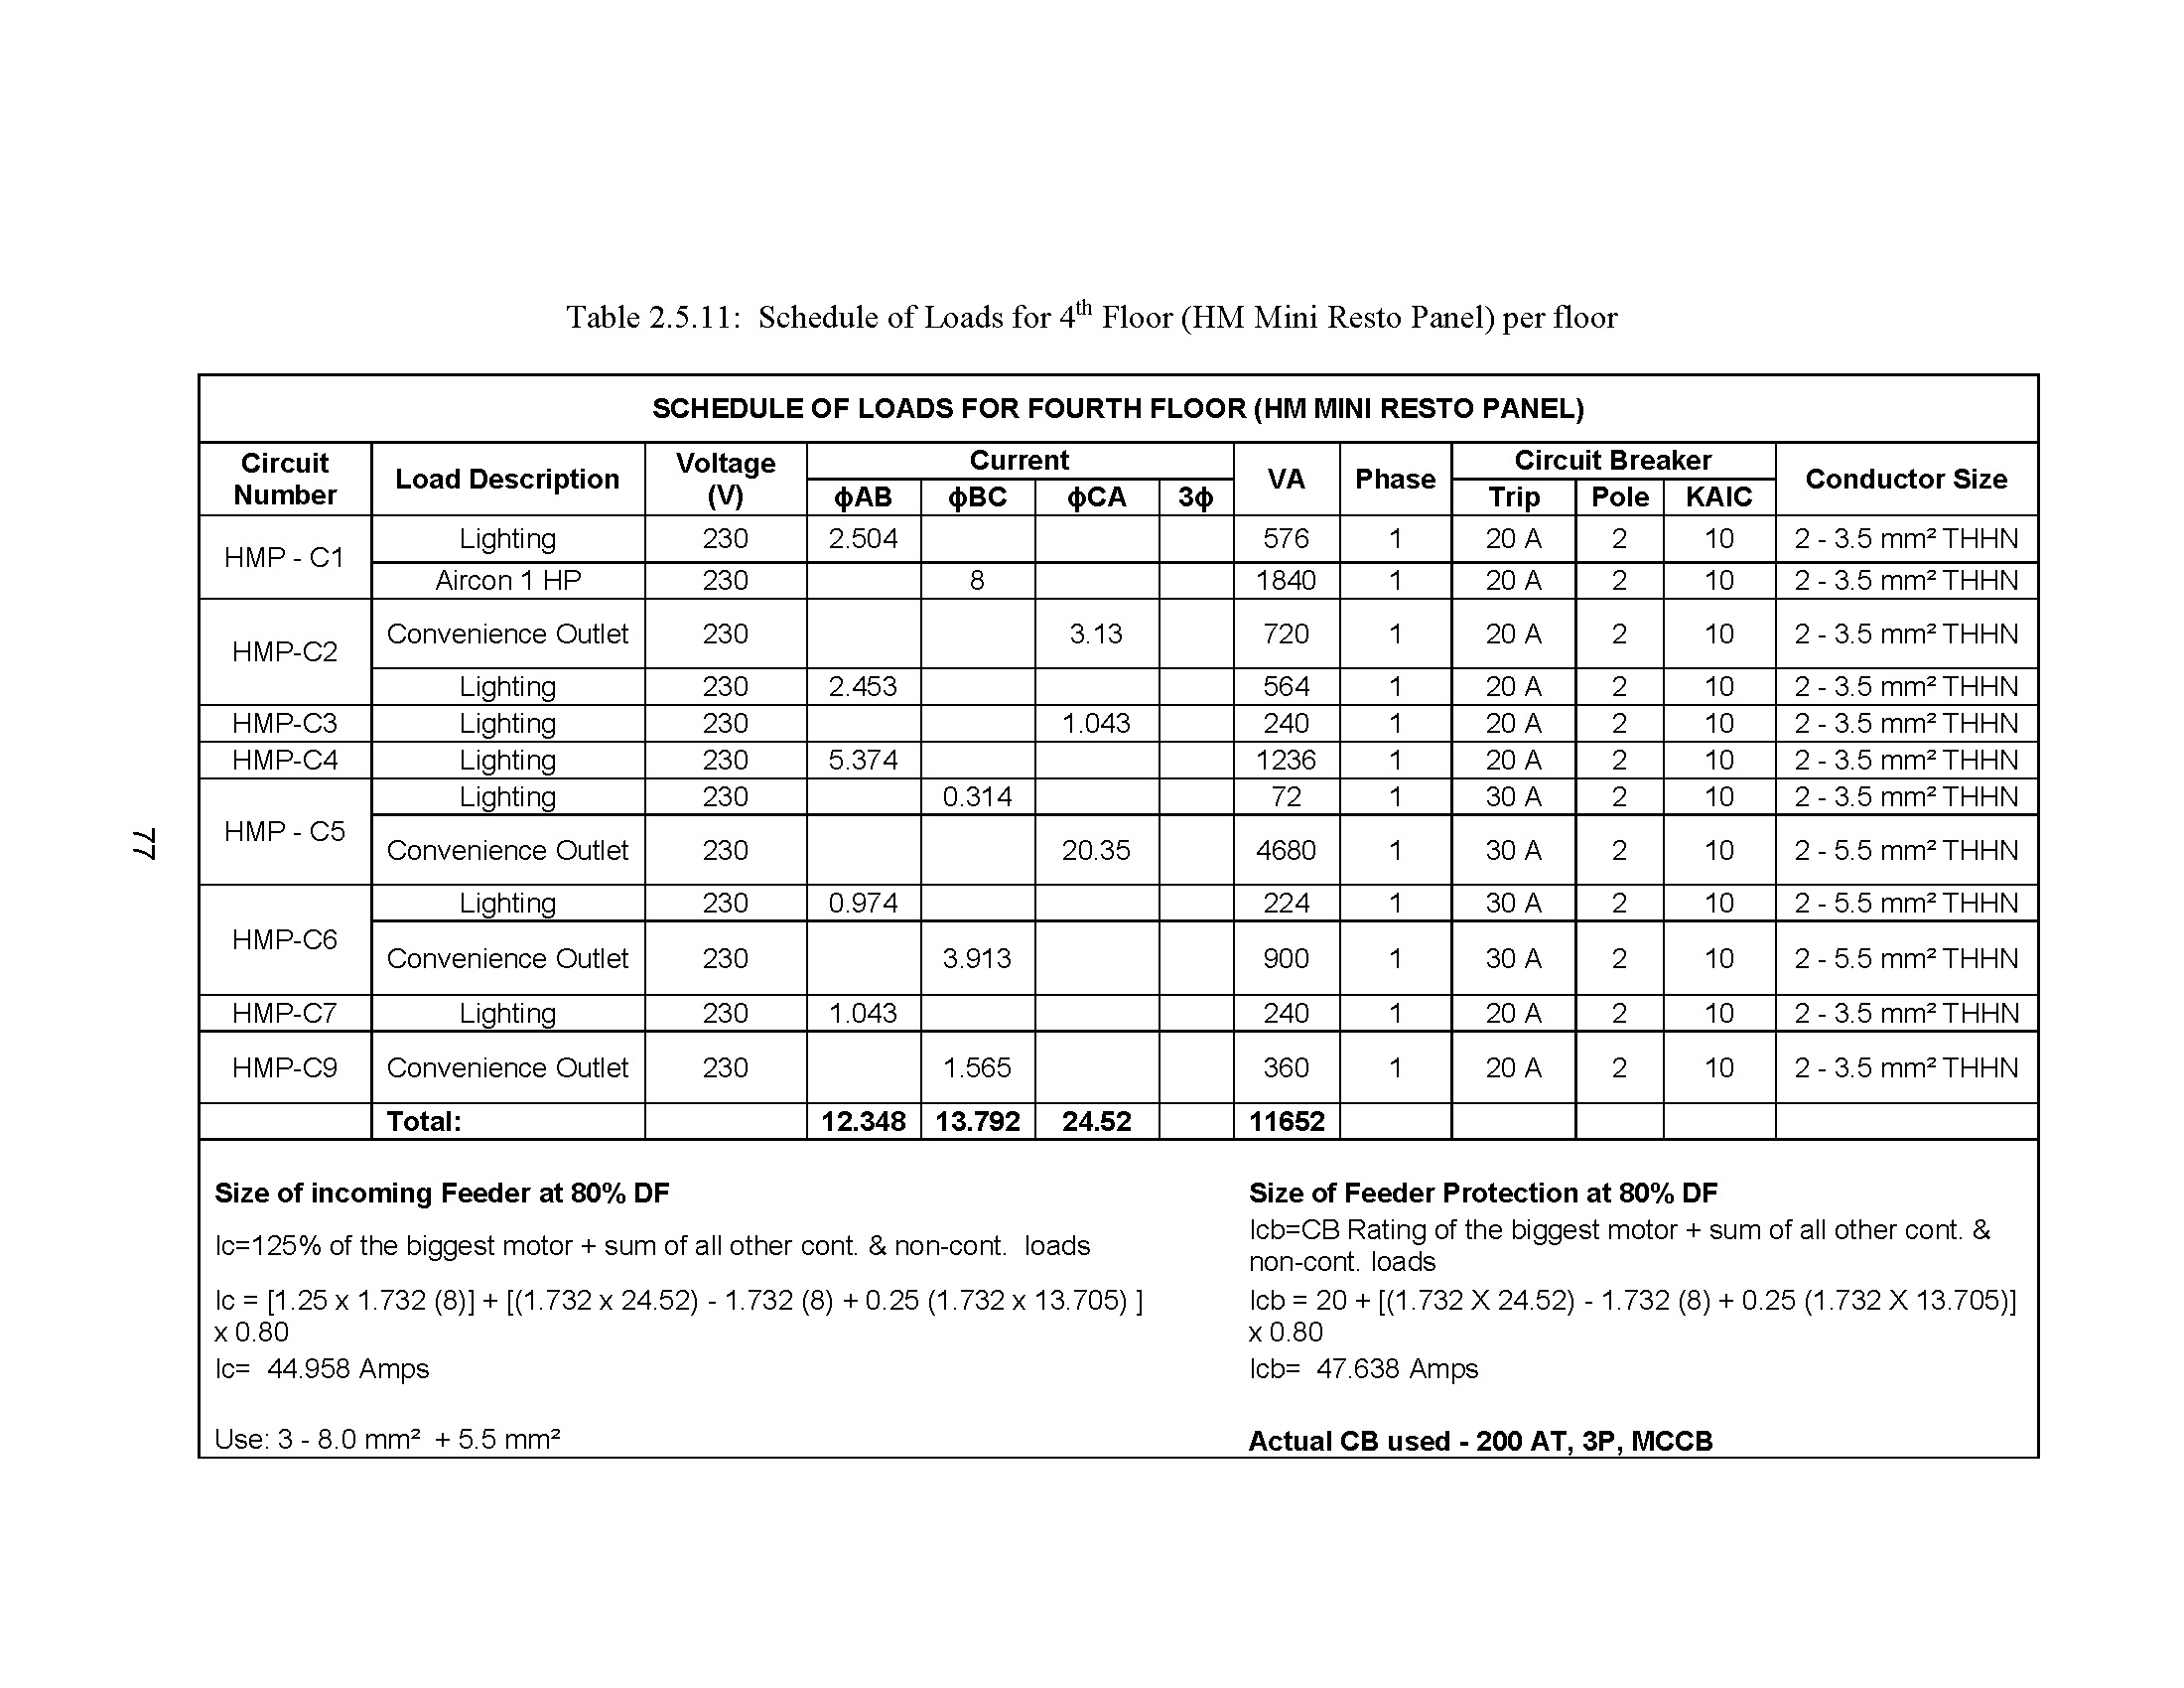 Table 2.5.11: Schedule of Loads for 4th Floor (HM Mini Resto Panel) per floor
SCHEDULE OF LOADS FOR FOURTH FLOOR (HM MINI RESTO PANEL)
Circuit Number Load Description Voltage (V) Current VA Phase Circuit Breaker Conductor Size
ϕAB ϕBC ϕCA 3ϕ Trip Pole KAIC
HMP - C1 Lighting 230 2.504 576 1 20 A 2 10 2 - 3.5 mm² THHN
Aircon 1 HP 230 8 1840 1 20 A 2 10 2 - 3.5 mm² THHN
HMP-C2 Convenience Outlet 230 3.13 720 1 20 A 2 10 2 - 3.5 mm² THHN
Lighting 230 2.453 564 1 20 A 2 10 2 - 3.5 mm² THHN
HMP-C3 Lighting 230 1.043 240 1 20 A 2 10 2 - 3.5 mm² THHN
HMP-C4 Lighting 230 5.374 1236 1 20 A 2 10 2 - 3.5 mm² THHN
HMP - C5 Lighting 230 0.314 72 1 30 A 2 10 2 - 3.5 mm² THHN
Convenience Outlet 230 20.35 4680 1 30 A 2 10 2 - 5.5 mm² THHN
HMP-C6 Lighting 230 0.974 224 1 30 A 2 10 2 - 5.5 mm² THHN
Convenience Outlet 230 3.913 900 1 30 A 2 10 2 - 5.5 mm² THHN
HMP-C7 Lighting 230 1.043 240 1 20 A 2 10 2 - 3.5 mm² THHN
HMP-C9 Convenience Outlet 230 1.565 360 1 20 A 2 10 2 - 3.5 mm² THHN
Total: 12.348 13.792 24.52 11652
Size of incoming Feeder at 80% DF
Ic=125% of the biggest motor + sum of all other cont. & non-cont. loads
Ic = [1.25 x 1.732 (8)] + [(1.732 x 24.52) - 1.732 (8) + 0.25 (1.732 x 13.705) ]
x 0.80
Ic= 44.958 Amps
Use: 3 - 8.0 mm² + 5.5 mm²
Size of Feeder Protection at 80% DF
Icb=CB Rating of the biggest motor + sum of all other cont. &
non-cont. loads
Icb = 20 + [(1.732 X 24.52) - 1.732 (8) + 0.25 (1.732 X 13.705)]
x 0.80
Icb= 47.638 Amps
Actual CB used - 200 AT, 3P, MCCB
77